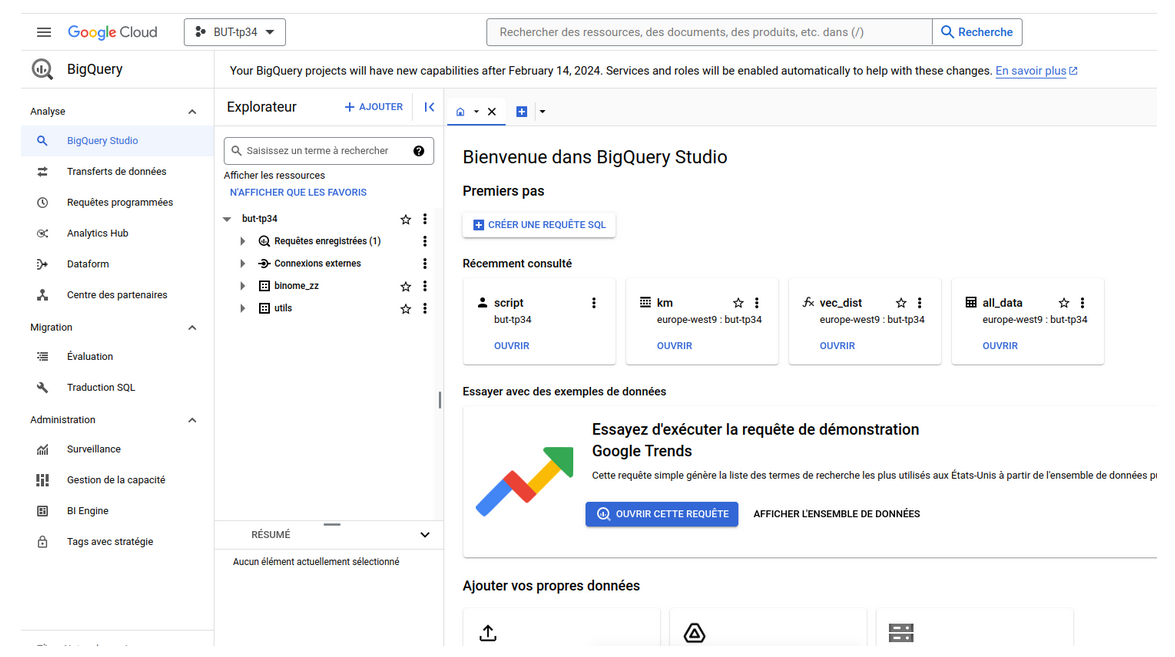 Google Cloud
BUT-tp34
Rechercher des ressources, des documents, des produits, etc. dans (/)
Recherche
BigQuery
Your BigQuery projects will have new capabilities after February 14, 2024. Services and roles will be enabled automatically to help with these changes. En savoir plus
Analyse
BigQuery Studio
Transferts de données
Requêtes programmées
Analytics Hub
Dataform
Centre des partenaires
Migration
Évaluation
Traduction SQL
Administration
Surveillance
Gestion de la capacité
BI Engine
Tags avec stratégie
Explorateur
AJOUTER
Saisissez un terme à rechercher
Afficher les ressources
N'AFFICHER QUE LES FAVORIS
but-tp34
Requêtes enregistrées (1)
Connexions externes
binome_zz
utils
RÉSUMÉ
Aucun élément actuellement sélectionné
Bienvenue dans BigQuery Studio
Premiers pas
CRÉER UNE REQUÊTE SQL
Récemment consulté
script
but-tp34
OUVRIR
km
europe-west9 : but-tp34
OUVRIR
vec_dist
europe-west9 : but-tp34
OUVRIR
all_data
europe-west9 : but-tp34
OUVRIR
Essayer avec des exemples de données
Essayez d'exécuter la requête de démonstration
Google Trends
Cette requête simple génère la liste des termes de recherche les plus utilisés aux États-Unis à partir de l'ensemble de données
OUVRIR CETTE REQUÊTE
AFFICHER L'ENSEMBLE DE DONNÉES
Ajouter vos propres données